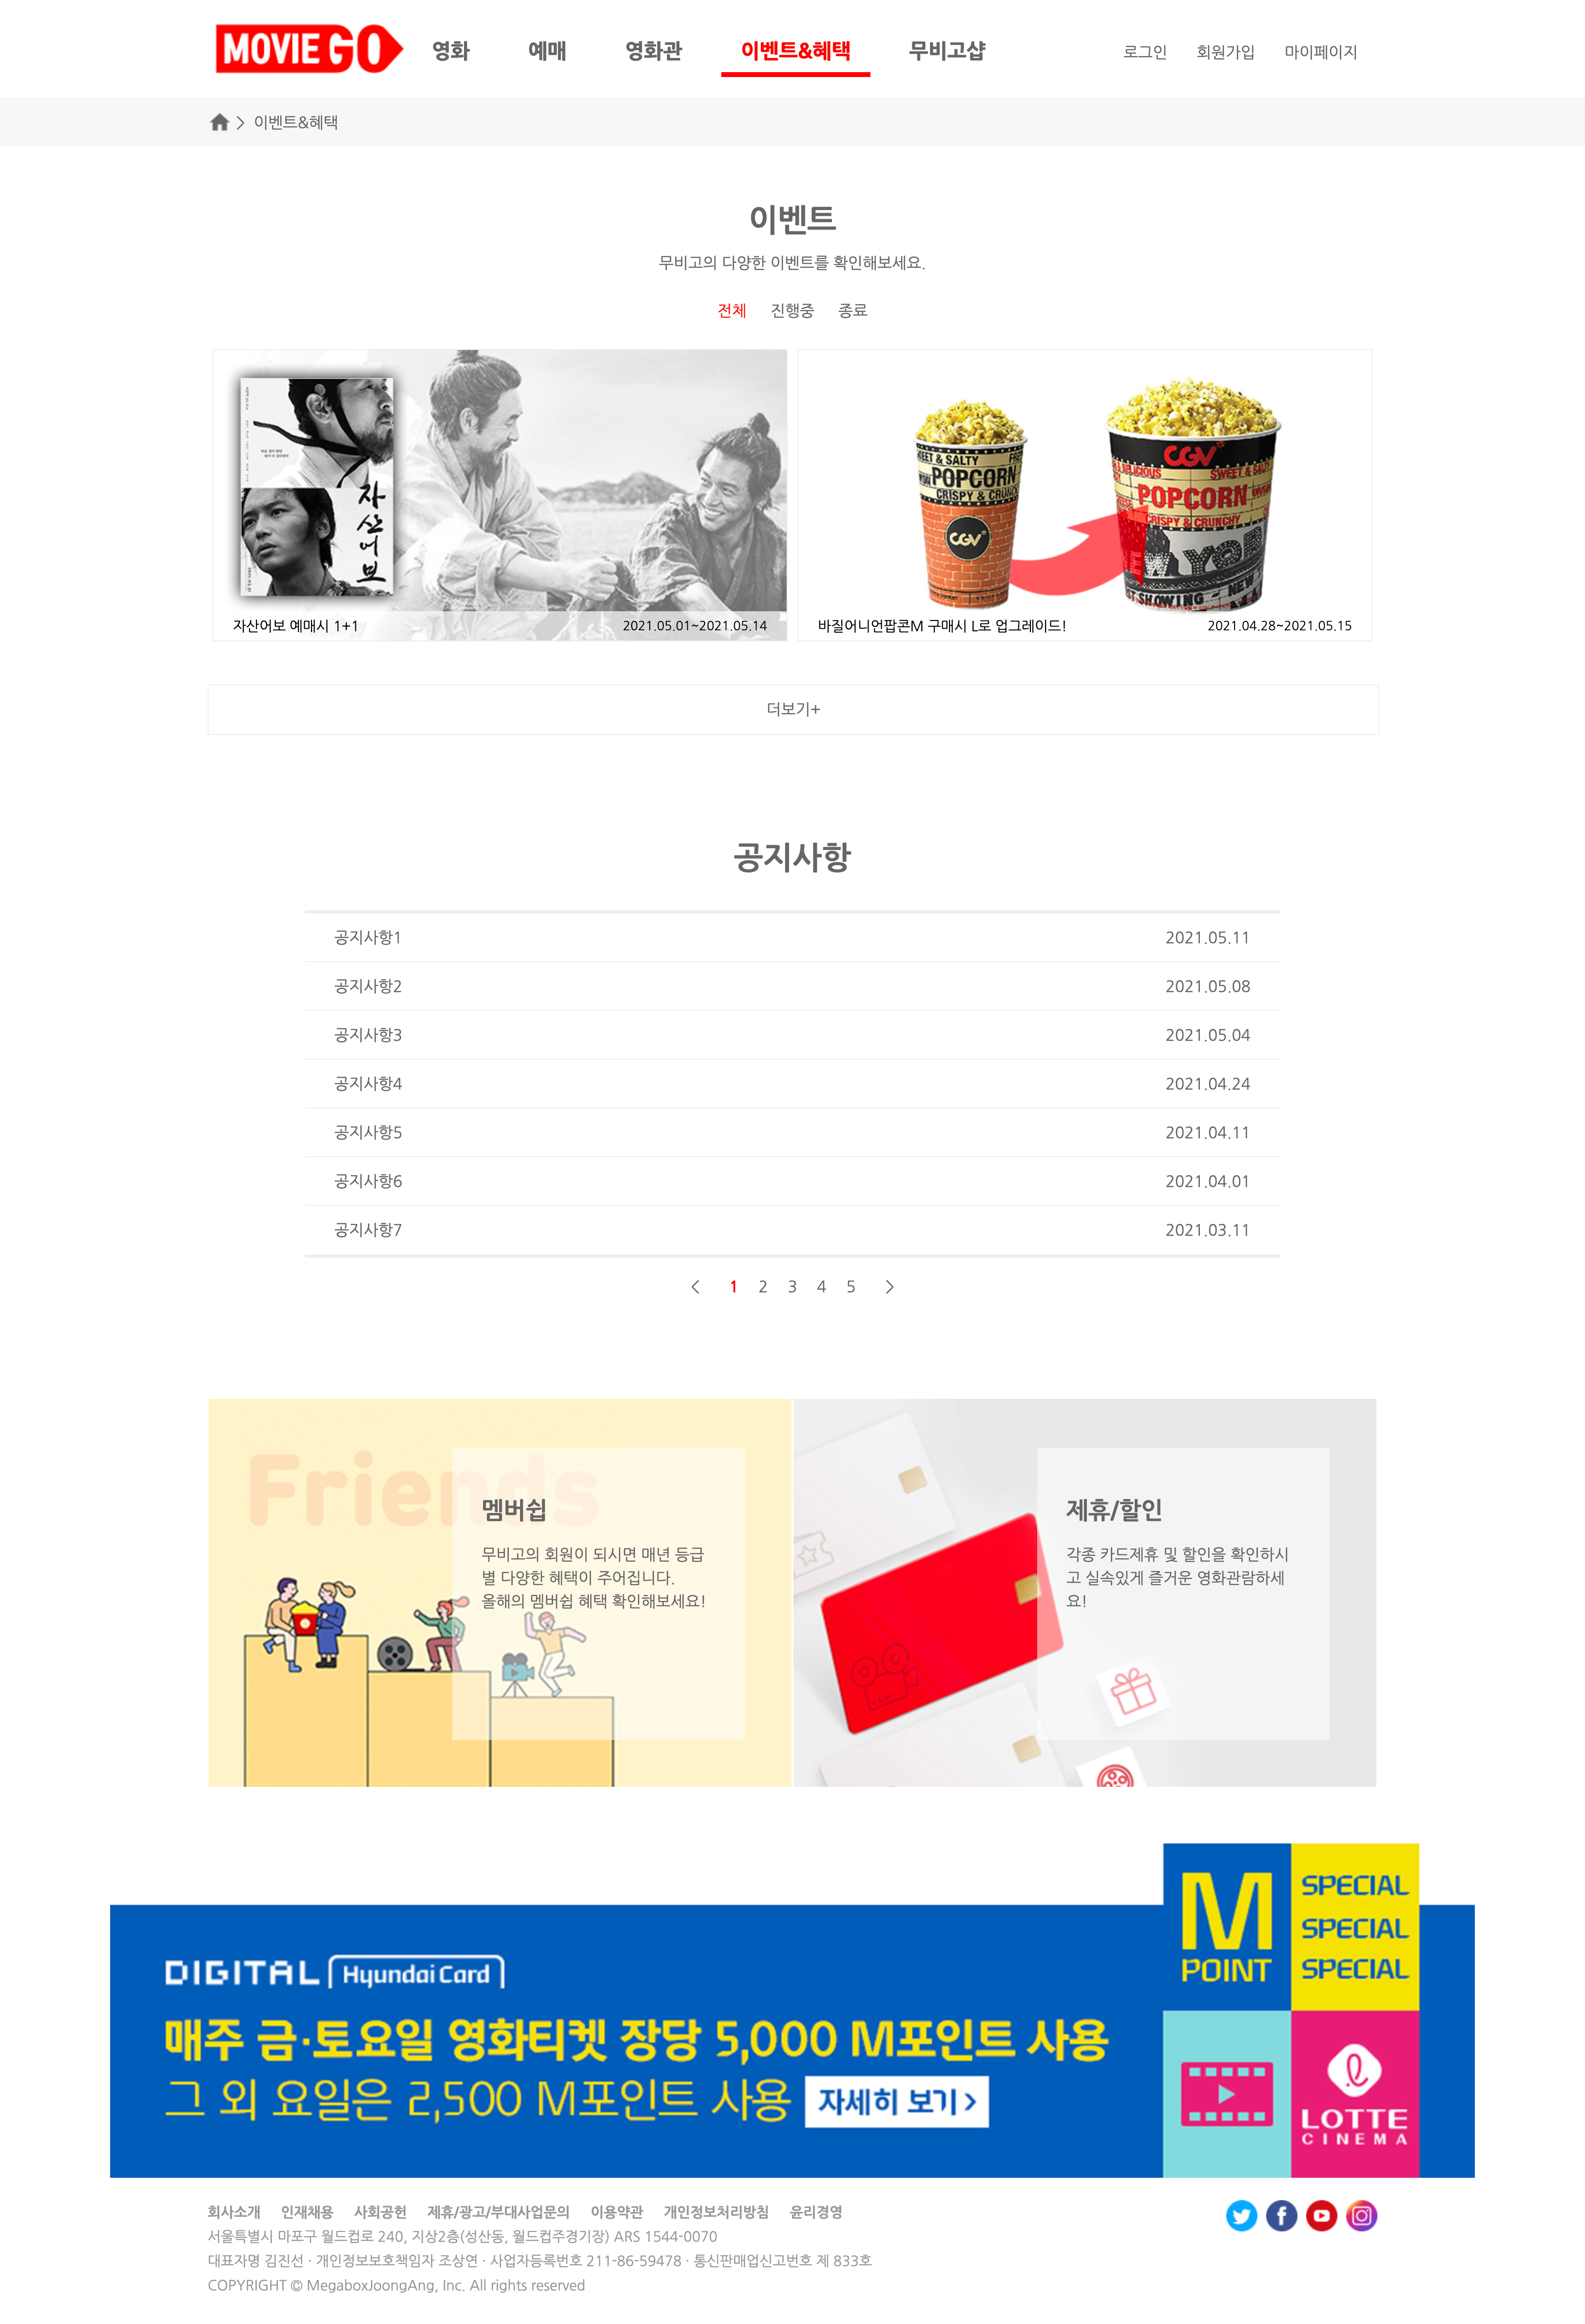 MOVIE GO
영화 예매 영화관 이벤트&혜택 무비고샵
로그인 회원가입 마이페이지
> 이벤트&혜택
이벤트
무비고의 다양한 이벤트를 확인해보세요.
전체 진행중 종료
자산어보
SWEET & SALTY
POPCORN
CRISPY & CRUNCHY
CGV
CGV
SWEET & SALTY
POPCORN
CRISPY & CRUNCHY
자산어보 예매시 1+1 2021.05.01~2021.05.14
바질어니언팝콘M 구매시 L로 업그레이드! 2021.04.28~2021.05.15
더보기+
공지사항
공지사항1 2021.05.11
공지사항2 2021.05.08
공지사항3 2021.05.04
공지사항4 2021.04.24
공지사항5 2021.04.11
공지사항6 2021.04.01
공지사항7 2021.03.11
< 1 2 3 4 5 >
Friends
멤버쉽
무비고의 회원이 되시면 매년 등급
별 다양한 혜택이 주어집니다.
올해의 멤버쉽 혜택 확인해보세요!
제휴/할인
각종 카드제휴 및 할인을 확인하시
고 실속있게 즐거운 영화관람하세
요!
M POINT
SPECIAL
SPECIAL
SPECIAL
DIGITAL Hyundai Card
매주 금·토요일 영화티켓 장당 5,000 M포인트 사용
그 외 요일은 2,500 M포인트 사용 자세히 보기 >
LOTTE
CINEMA
회사소개 인재채용 사회공헌 제휴/광고/부대사업문의 이용약관 개인정보처리방침 윤리경영
서울특별시 마포구 월드컵로 240, 지상2층(성산동, 월드컵주경기장) ARS 1544-0070
대표자명 김진선 · 개인정보보호책임자 조상연 · 사업자등록번호 211-86-59478 · 통신판매업신고번호 제 833호
COPYRIGHT © MegaboxJoongAng, Inc. All rights reserved